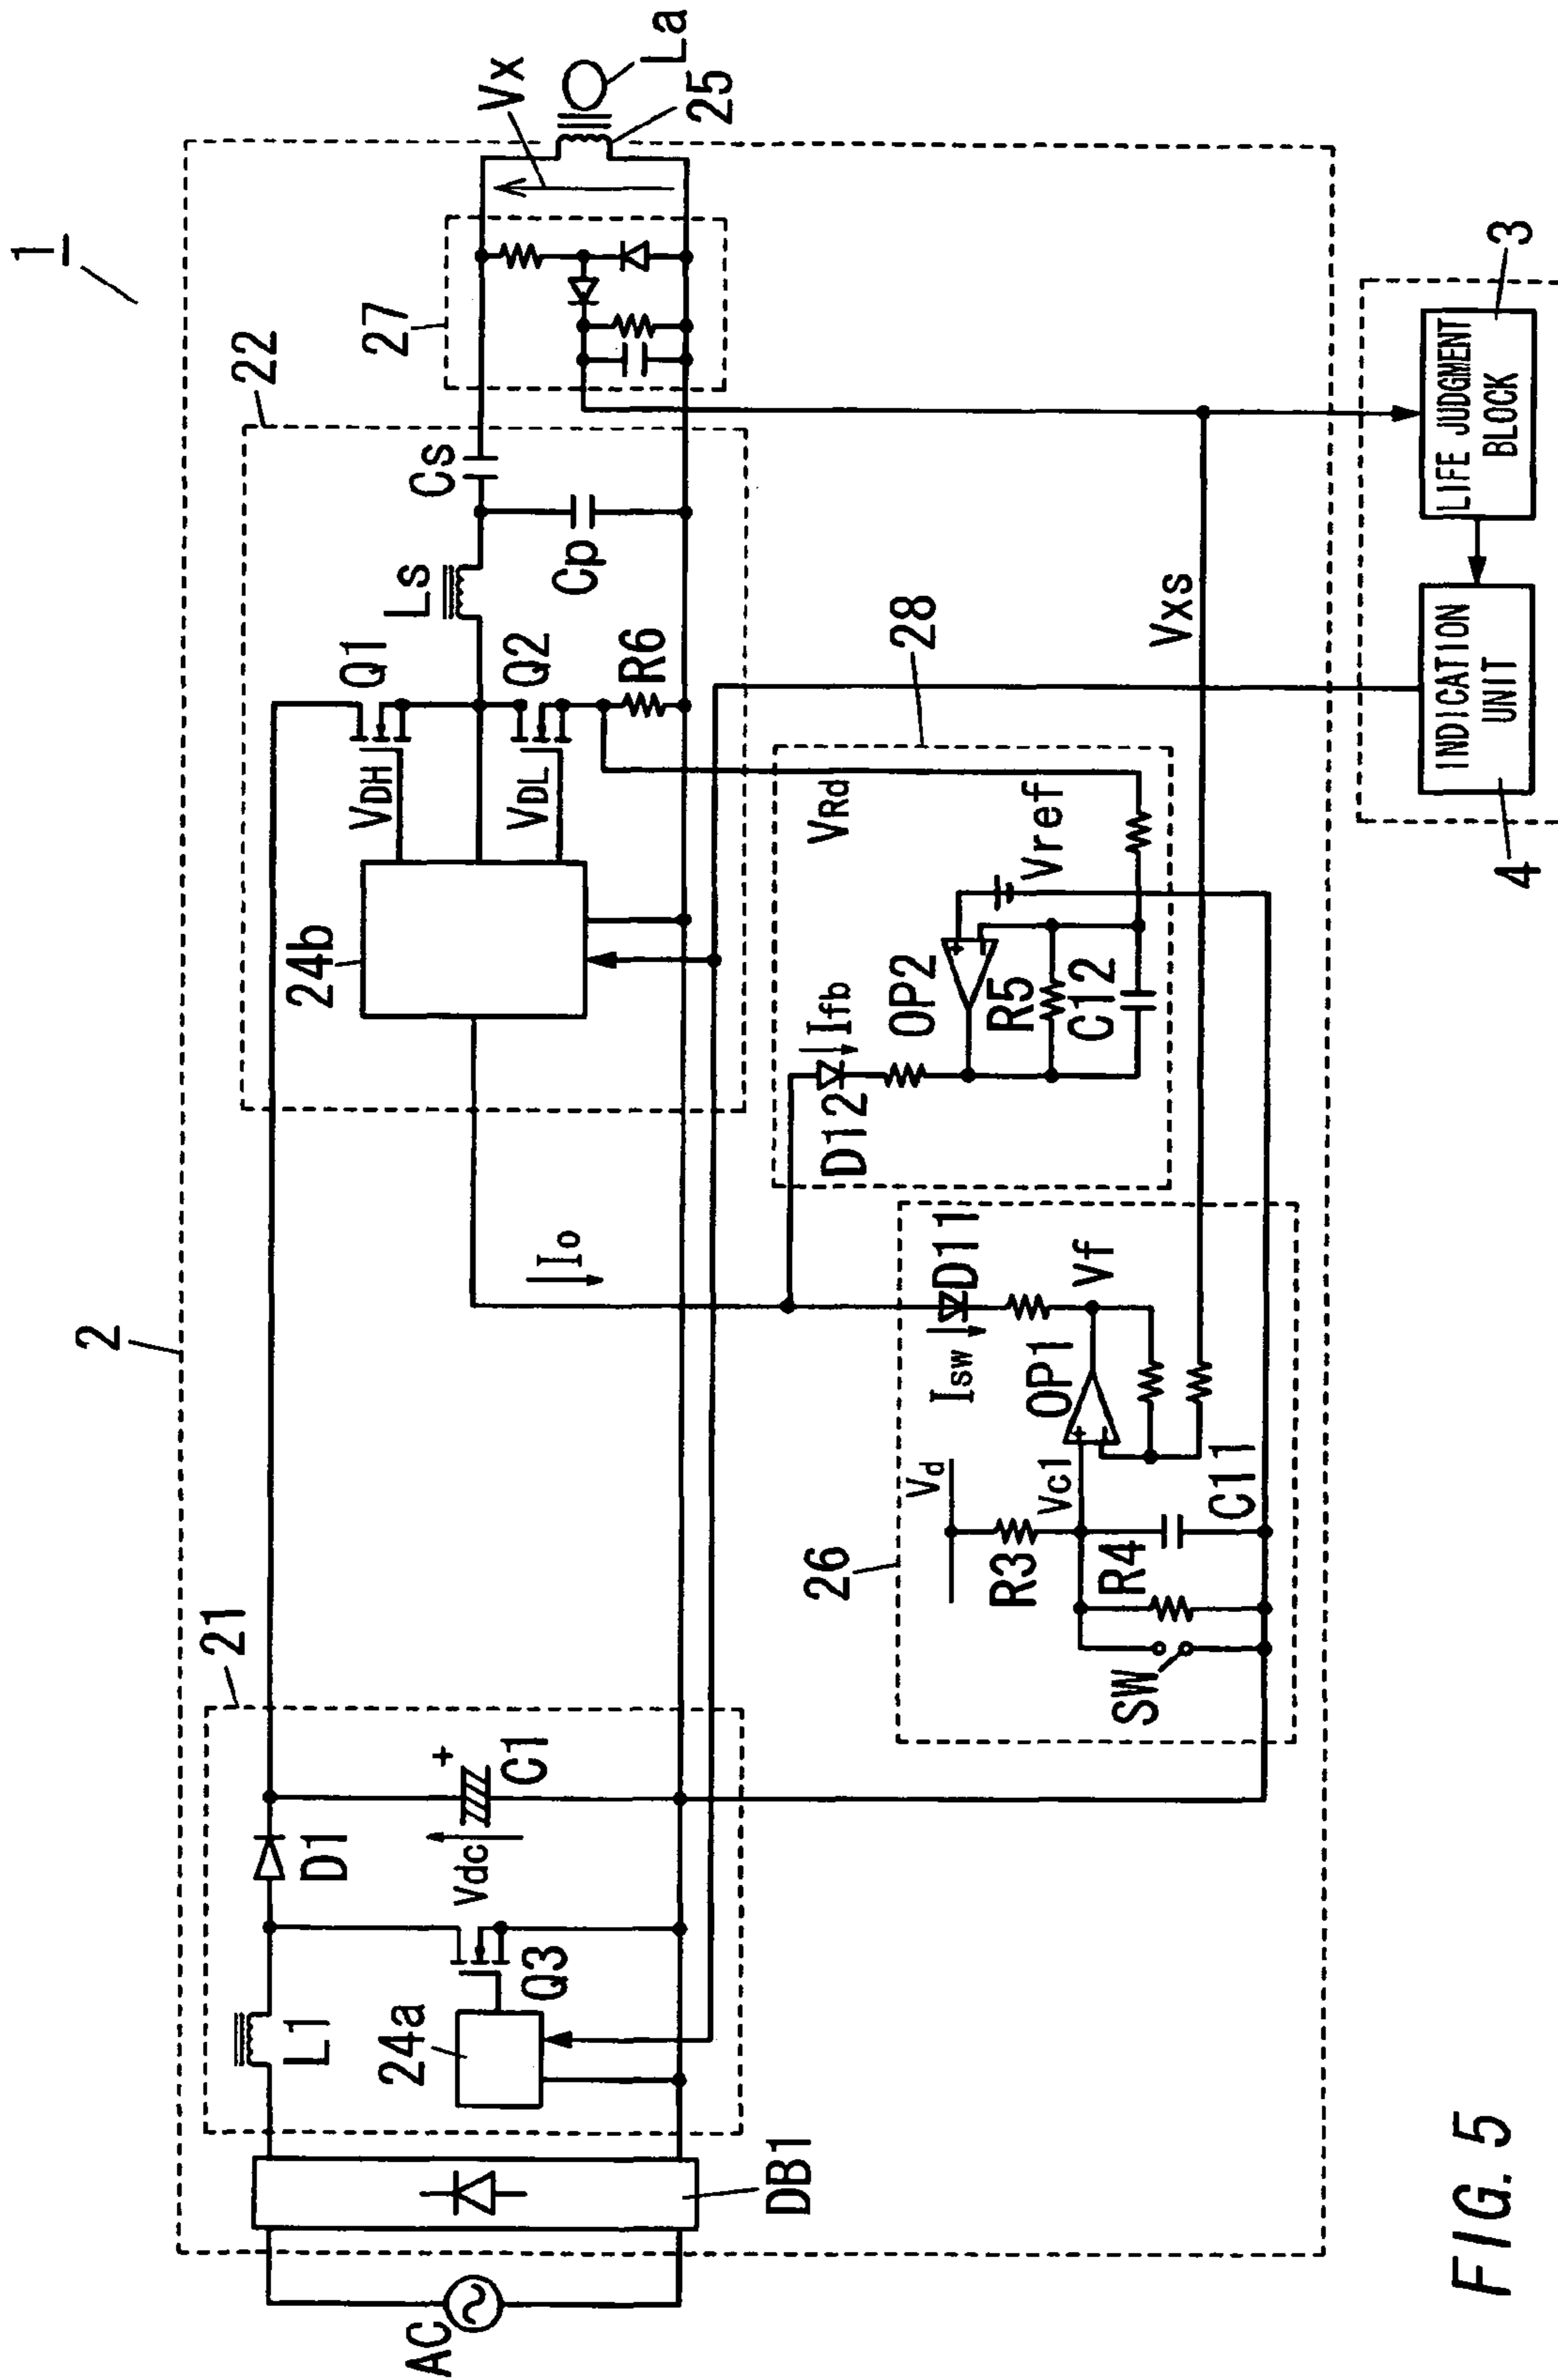 1
2
21
22
27
Vx
La
25
AC
DB1
L1
24a
Q3
D1
Vdc
+
C1
Io
24b
VDH
VDL
Q1
Q2
R6
Ls
Cs
Cp
26
SW
R3
R4
Vd
Vc1
C11
+
−
OP1
Isw
D11
Vf
28
D12
Ifb
OP2
+
−
R5
C12
Vref
VRd
Vxs
INDICATION
UNIT
4
LIFE JUDGMENT
BLOCK
3
FIG. 5